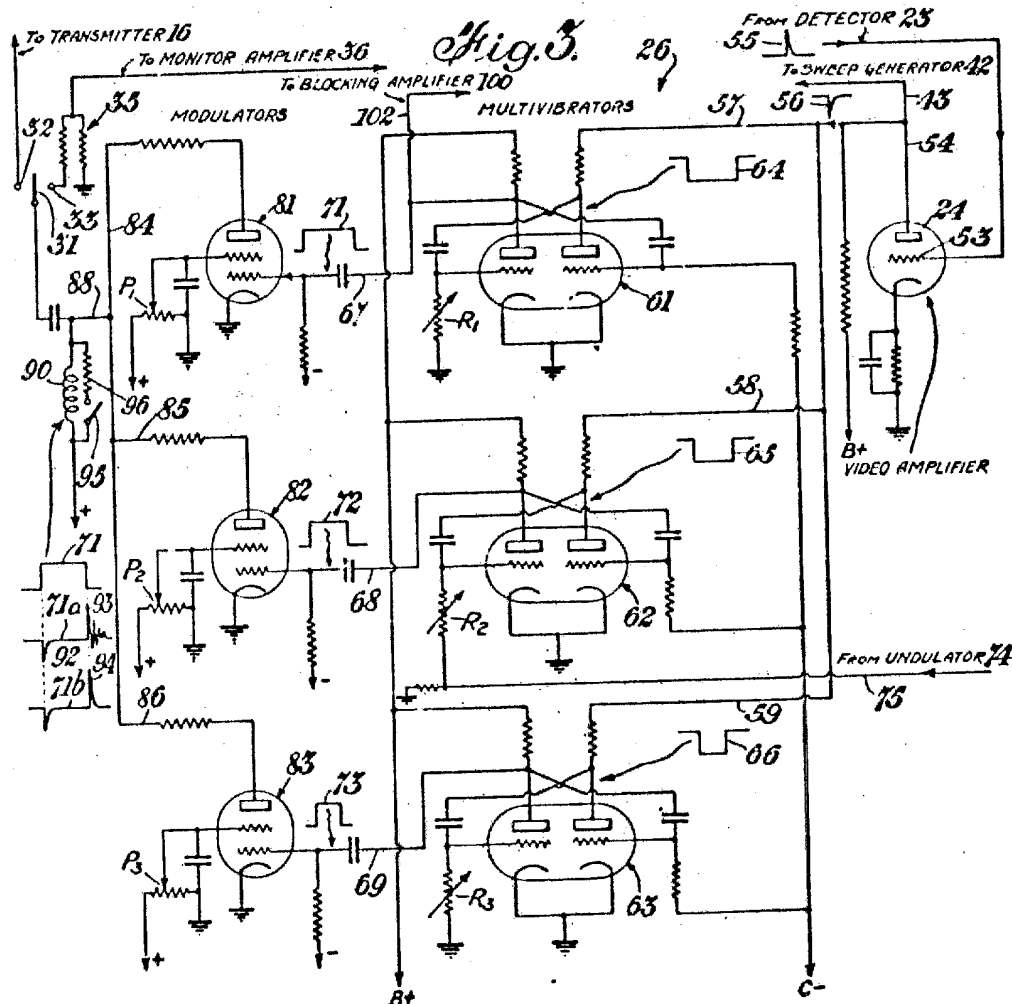 TO TRANSMITTER 16
TO MONITOR AMPLIFIER 36
Fig. 3.
26
FROM DETECTOR 23
55
TO BLOCKING AMPLIFIER 100
TO SWEEP GENERATOR 42
102
MODULATORS
MULTIVIBRATORS
57
56
43
54
32
35
33
31
84
81
71
64
24
53
P1
67
61
R1
88
+
-
90
96
85
95
+
58
65
B+
VIDEO AMPLIFIER
82
72
71
P2
68
62
R2
71a
93
92
94
71b
+
-
FROM UNDULATOR 74
75
86
59
66
83
73
P3
69
63
R3
+
-
B+
C-